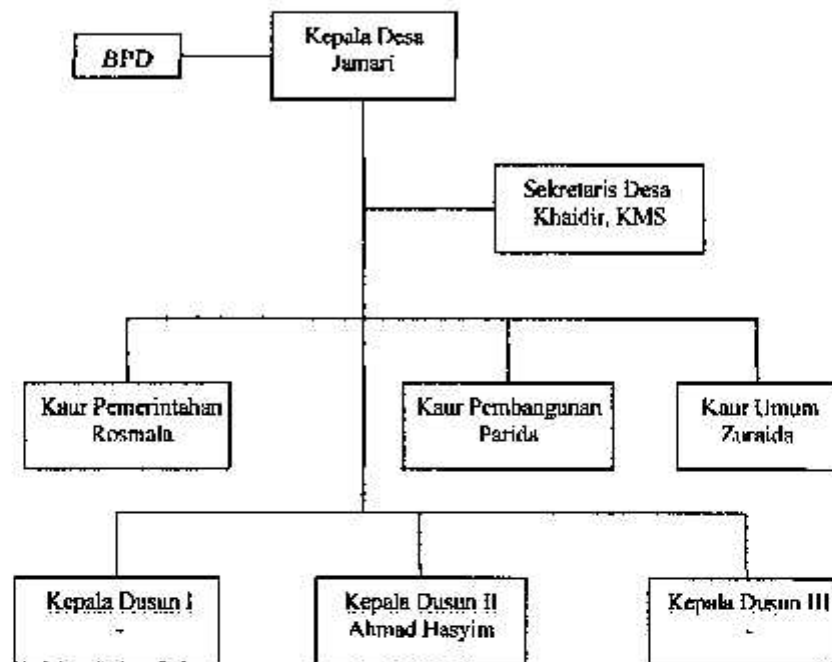 BPD
Kepala Desa
Jamari
Sekretaris Desa
Khaidir, KMS
Kaur Pemerintahan
Rosmala
Kaur Pembangunan
Parida
Kaur Umum
Zuraida
Kepala Dusun I
-
Kepala Dusun II
Ahmad Hasyim
Kepala Dusun III
-